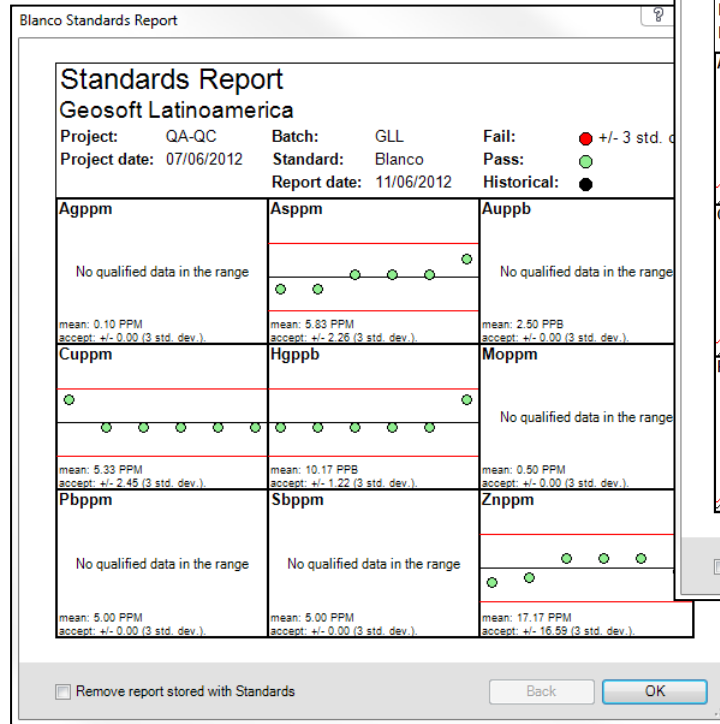 Blanco Standards Report
Standards Report
Geosoft Latinoamerica
Project: QA-QC Batch: GLL Fail: +/- 3 std.
Project date: 07/06/2012 Standard: Blanco Pass:
Report date: 11/06/2012 Historical:
Agppm Asppm Auppb
No qualified data in the range No qualified data in the range
mean: 0.10 PPM mean: 5.83 PPM mean: 2.50 PPB
accept: +/- 0.00 (3 std. dev.). accept: +/- 2.26 (3 std. dev.). accept: +/- 0.00 (3 std. dev.).
Cuppm Hgppb Moppm
No qualified data in the range
mean: 5.33 PPM mean: 10.17 PPB mean: 0.50 PPM
accept: +/- 2.45 (3 std. dev.). accept: +/- 1.22 (3 std. dev.). accept: +/- 0.00 (3 std. dev.).
Pbppm Sbppm Znppm
No qualified data in the range No qualified data in the range
mean: 5.00 PPM mean: 5.00 PPM mean: 17.17 PPM
accept: +/- 0.00 (3 std. dev.). accept: +/- 0.00 (3 std. dev.). accept: +/- 16.59 (3 std. dev.).
Remove report stored with Standards Back OK